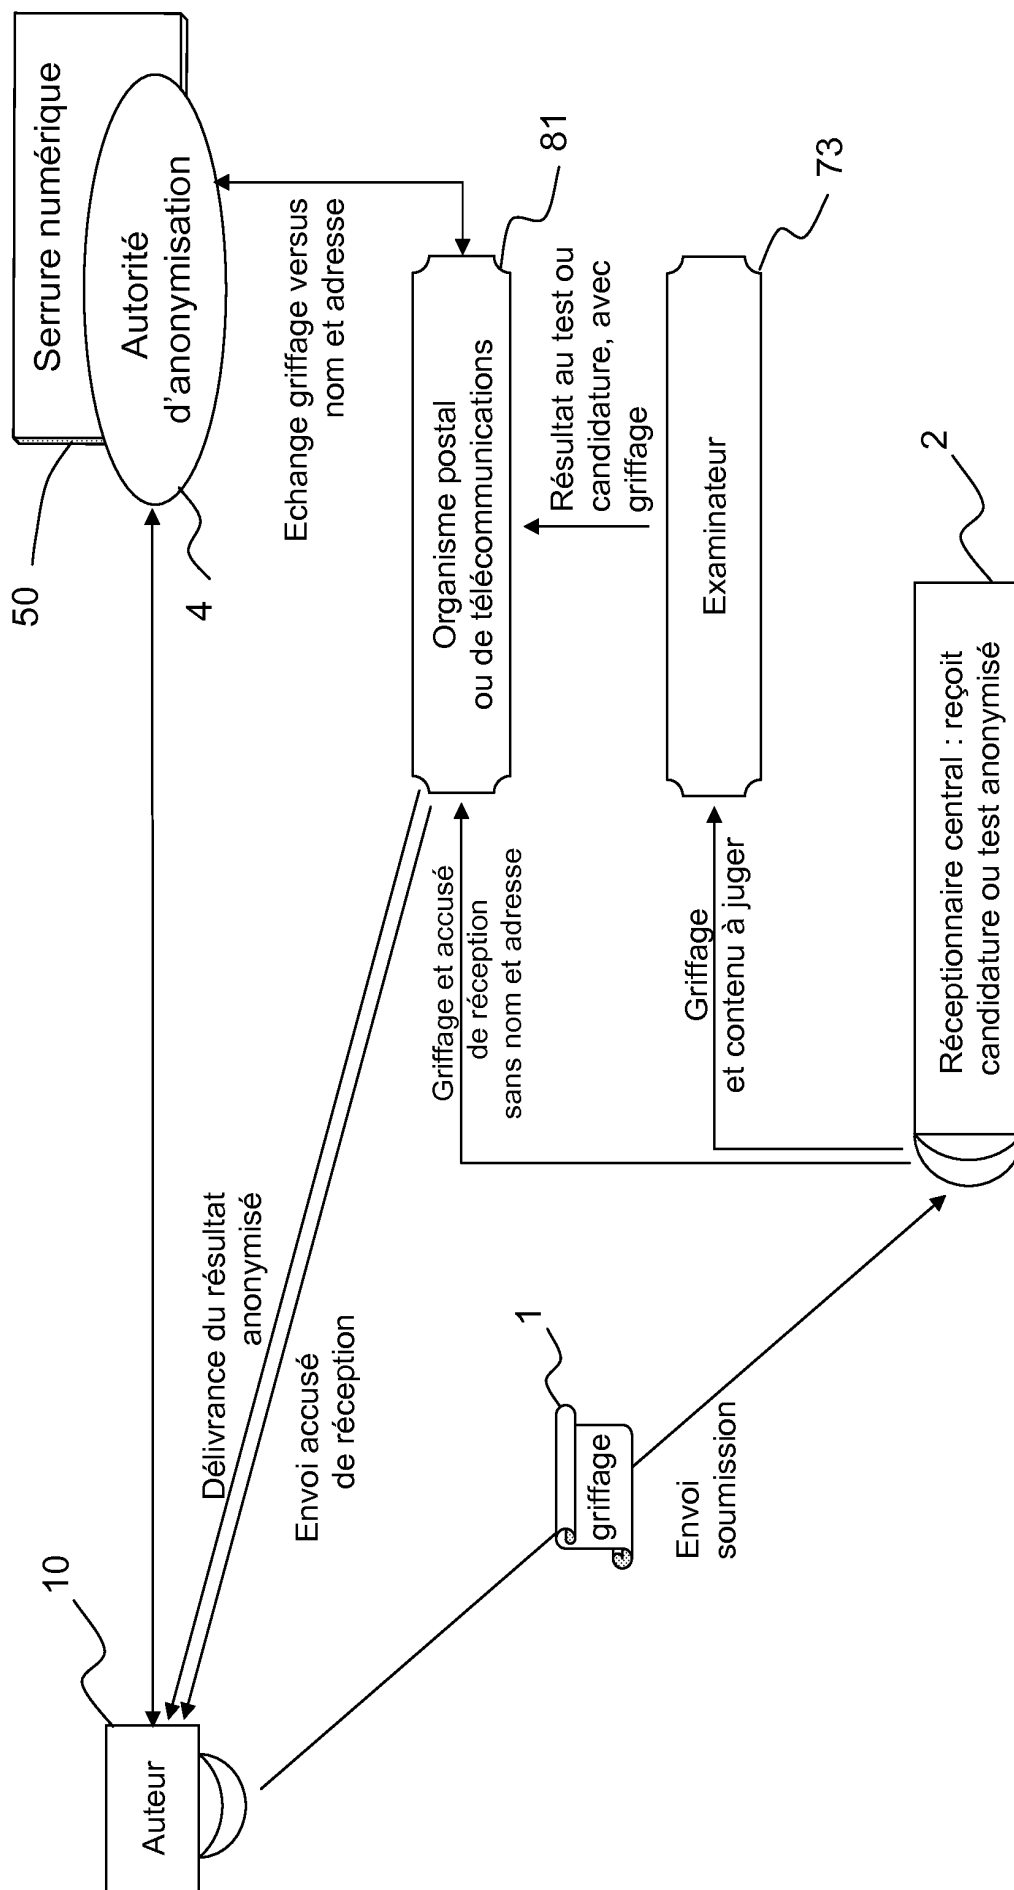 50
Serrure numérique
Autorité
d'anonymisation
4
10
Auteur
Délivrance du résultat
anonymisé
Envoi accusé
de réception
Echange griffage versus
nom et adresse
Organisme postal
ou de télécommunications
81
Griffage et accusé
de réception
sans nom et adresse
Résultat au test ou
candidature, avec
griffage
Examinateur
73
Griffage
et contenu à juger
1
griffage
Envoi
soumission
Réceptionnaire central : reçoit
candidature ou test anonymisé
2